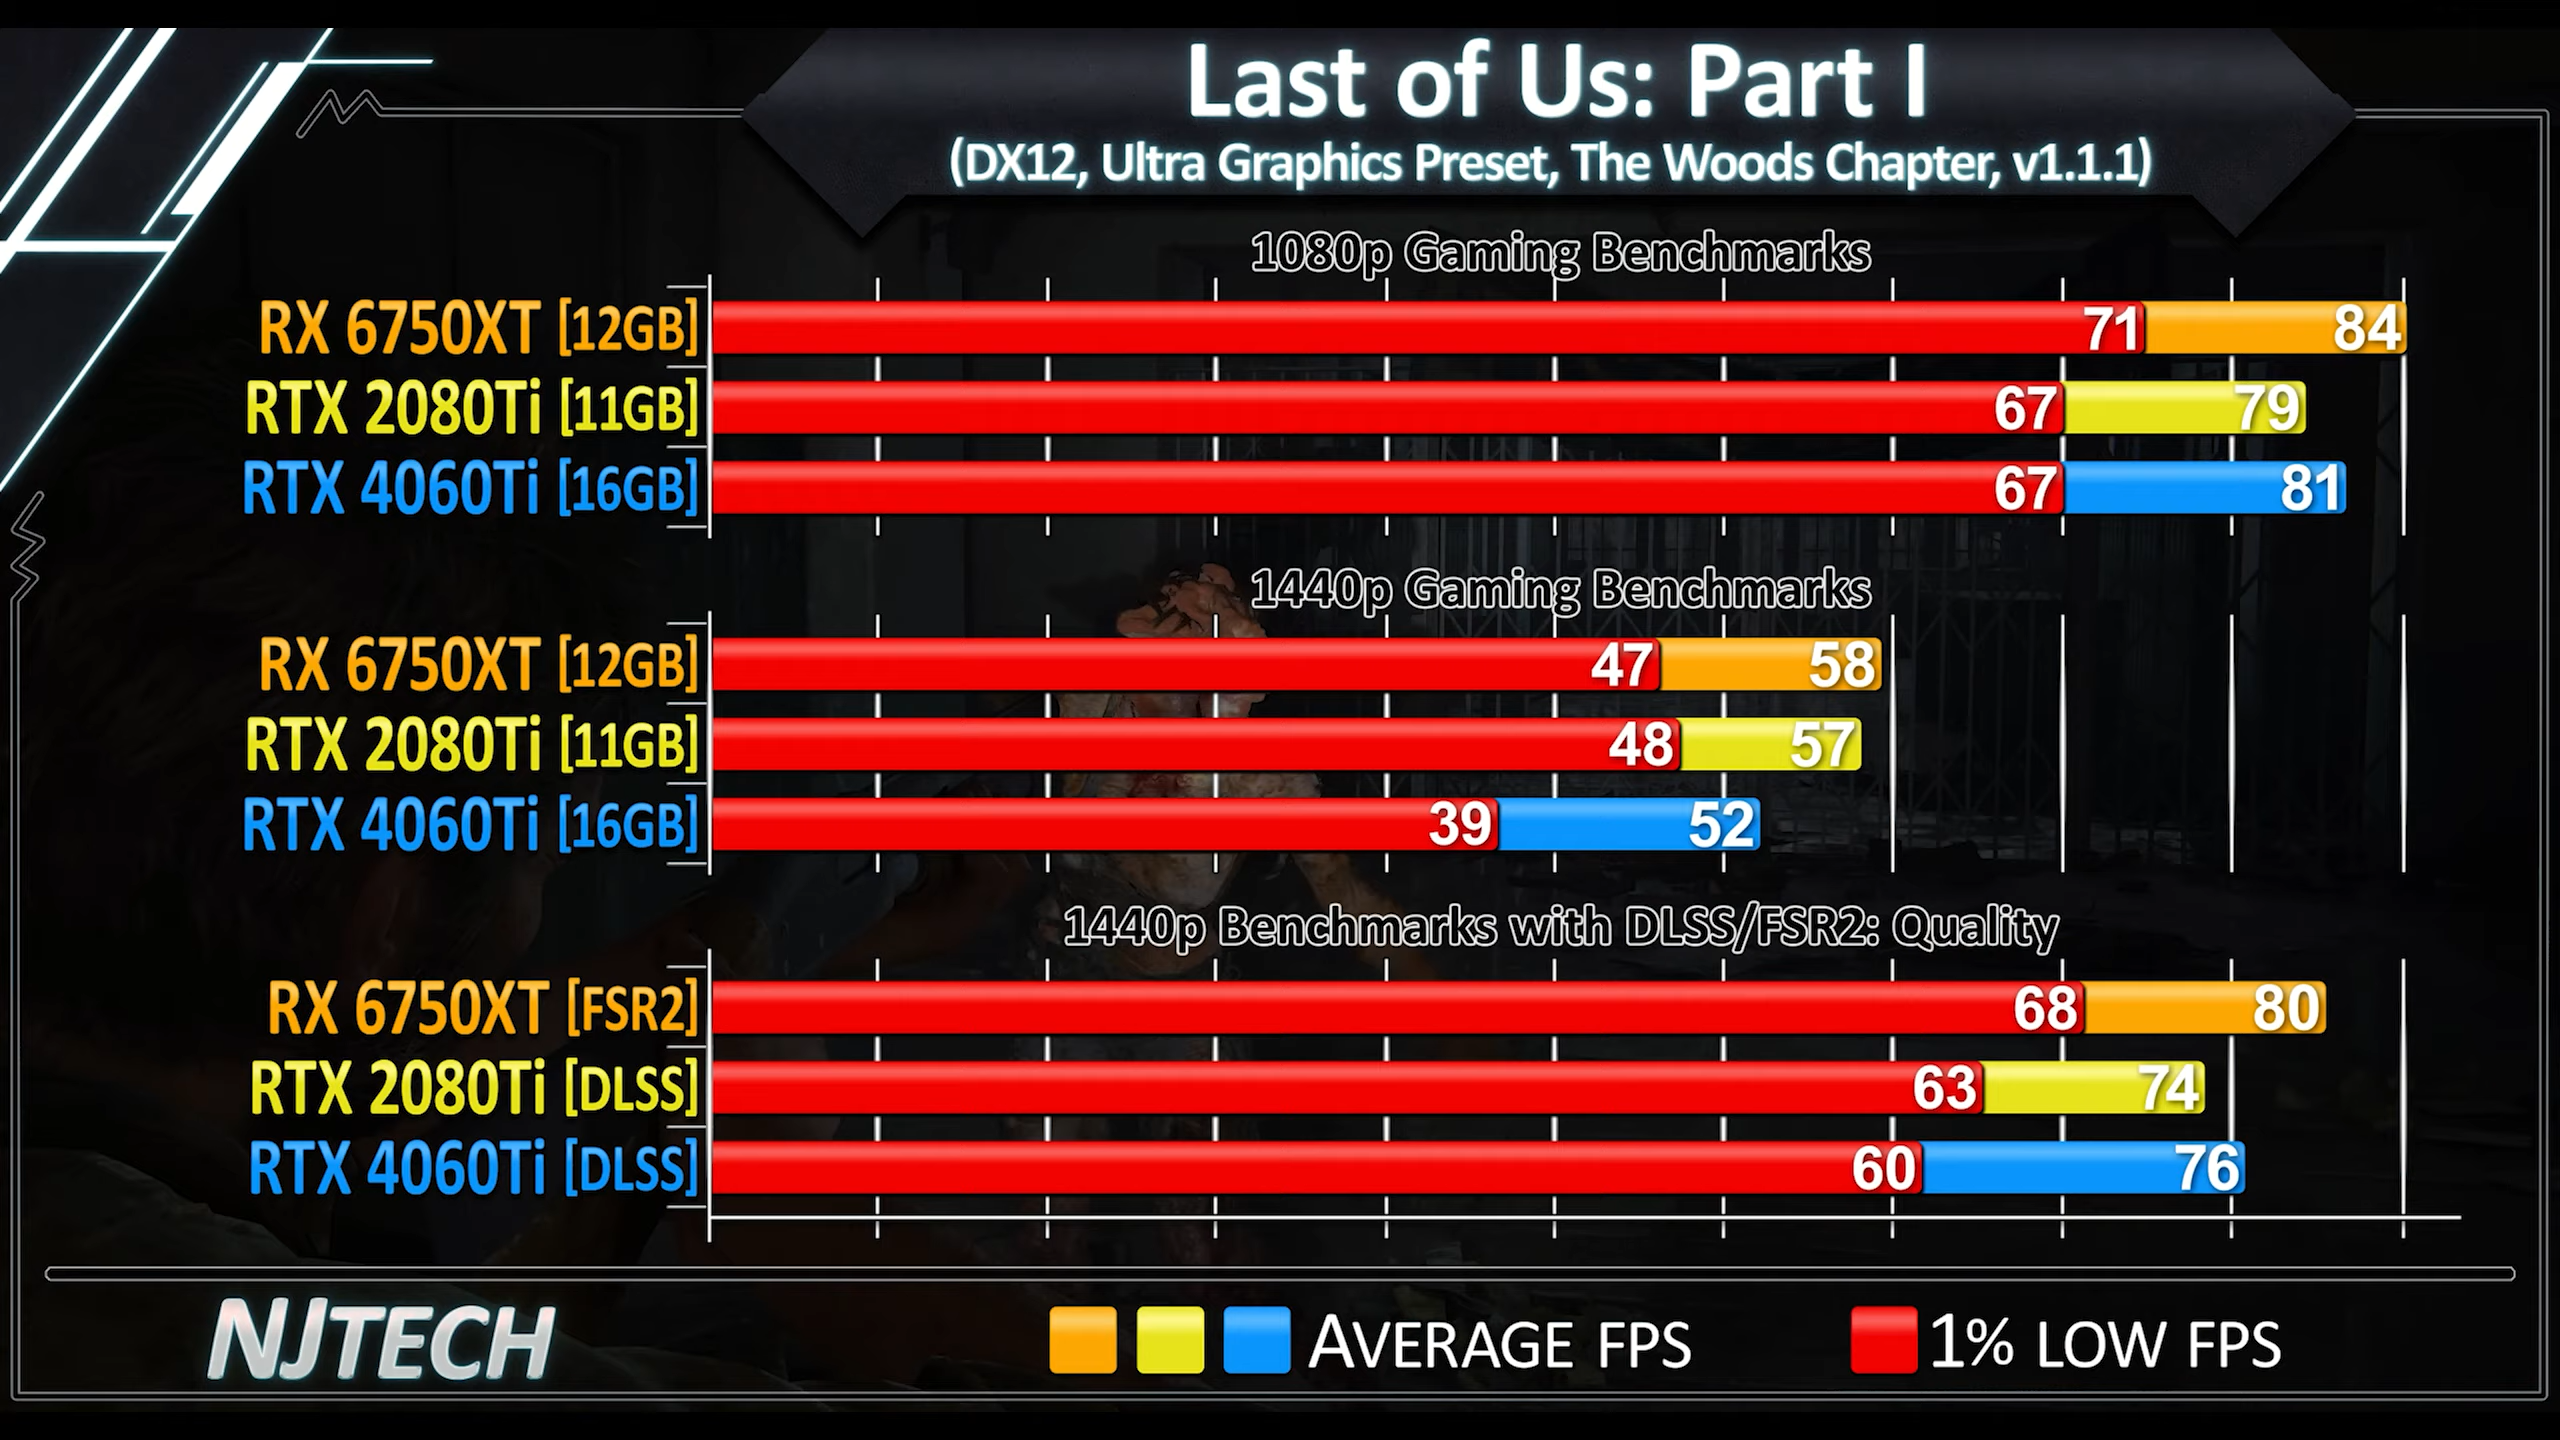 Last of Us: Part I
(DX12, Ultra Graphics Preset, The Woods Chapter, v1.1.1)
1080p Gaming Benchmarks
RX 6750XT [12GB] 71 84
RTX 2080Ti [11GB] 67 79
RTX 4060Ti [16GB] 67 81
1440p Gaming Benchmarks
RX 6750XT [12GB] 47 58
RTX 2080Ti [11GB] 48 57
RTX 4060Ti [16GB] 39 52
1440p Benchmarks with DLSS/FSR2: Quality
RX 6750XT [FSR2] 68 80
RTX 2080Ti [DLSS] 63 74
RTX 4060Ti [DLSS] 60 76
NJTECH AVERAGE FPS 1% LOW FPS